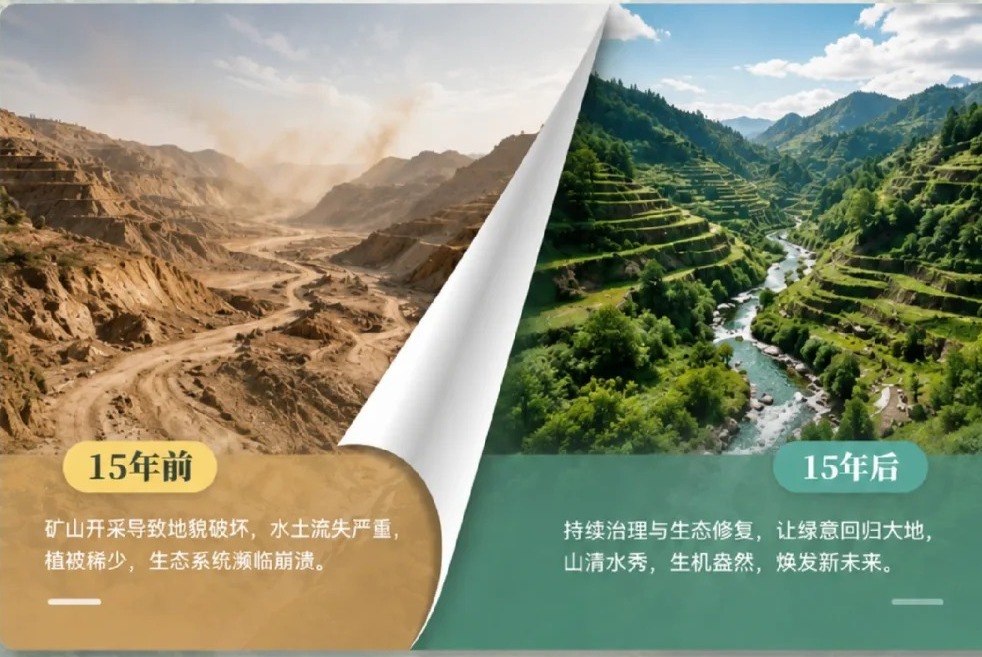 15年前
矿山开采导致地貌破坏，水土流失严重，
植被稀少，生态系统濒临崩溃。
15年后
持续治理与生态修复，让绿意回归大地，
山清水秀，生机盎然，焕发新未来。